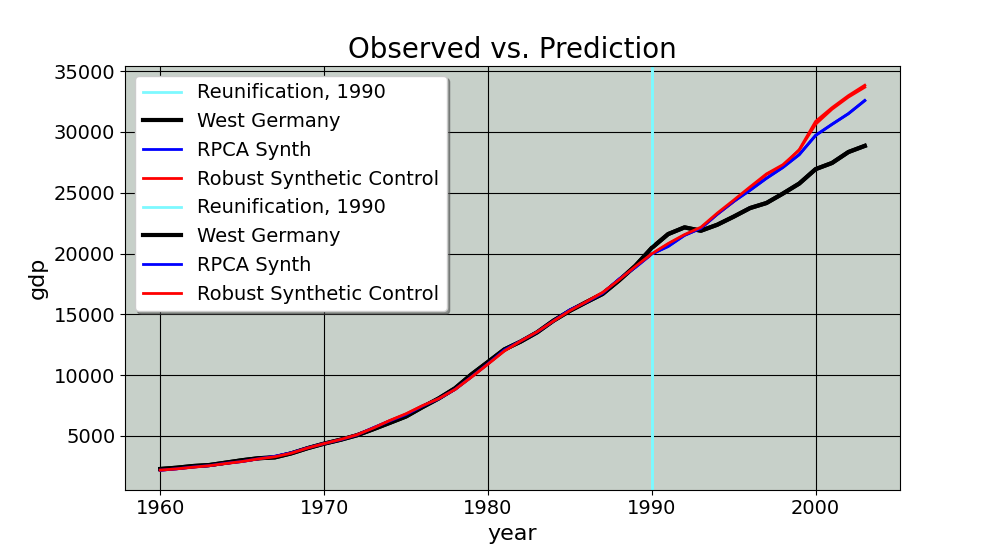 Observed vs. Prediction
35000
30000
25000
20000
15000
10000
5000
gdp
Reunification, 1990
West Germany
RPCA Synth
Robust Synthetic Control
Reunification, 1990
West Germany
RPCA Synth
Robust Synthetic Control
1960 1970 1980 1990 2000
year